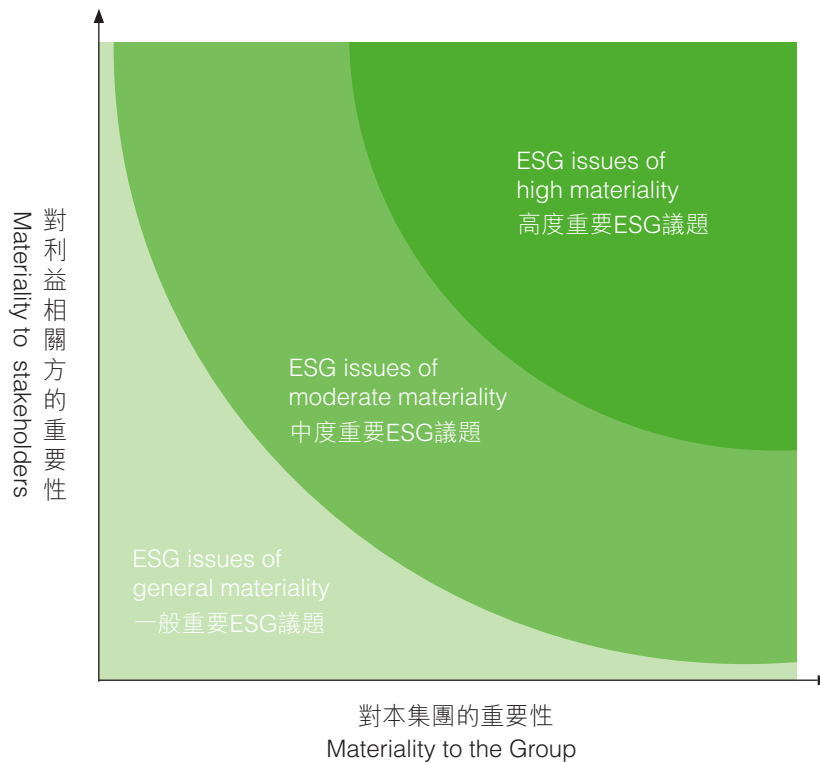 ESG issues of
high materiality
高度重要ESG議題
對利益相關方的重要性
Materiality to stakeholders
ESG issues of
moderate materiality
中度重要ESG議題
ESG issues of
general materiality
一般重要ESG議題
對本集團的重要性
Materiality to the Group